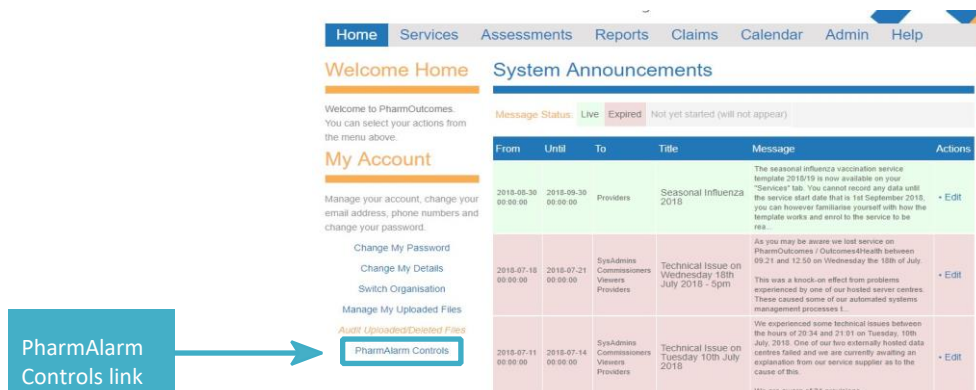 Home Services Assessments Reports Claims Calendar Admin Help
Welcome Home
Welcome to PharmOutcomes.
You can select your actions from
the menu above.
My Account
Manage your account, change your
email address, phone numbers and
change your password.
Change My Password
Change My Details
Switch Organisation
Manage My Uploaded Files
Audit Uploaded/Deleted Files
PharmAlarm Controls
PharmAlarm
Controls link
System Announcements
Message Status: Live Expired Not yet started (will not appear)
From Until To Title Message Actions
2018-08-30
00:00:00
2018-09-30
00:00:00
Providers
Seasonal Influenza
2018
The seasonal influenza vaccination service
template 2018/19 is now available on your
"Services" tab. You cannot record any data until
the service start date that is 1st September 2018,
you can however familiarise yourself with how the
template works and enrol to the service to be
rea...
• Edit
2018-07-18
00:00:00
2018-07-21
00:00:00
SysAdmins
Commissioners
Viewers
Providers
Technical Issue on
Wednesday 18th
July 2018 - 5pm
As you may be aware we lost service on
PharmOutcomes / Outcomes4Health between
09.21 and 12.50 on Wednesday the 18th of July.
This was a knock-on effect from problems
experienced by one of our hosted server centres.
These caused some of our automated systems
management processes t...
• Edit
2018-07-11
00:00:00
2018-07-14
00:00:00
SysAdmins
Commissioners
Viewers
Providers
Technical Issue on
Tuesday 10th July
2018
We experienced some technical issues between
the hours of 20:34 and 21:01 on Tuesday, 10th
July, 2018. One of our two externally hosted data
centres failed and we are currently awaiting an
explanation from our service supplier as to the
cause of this.
• Edit